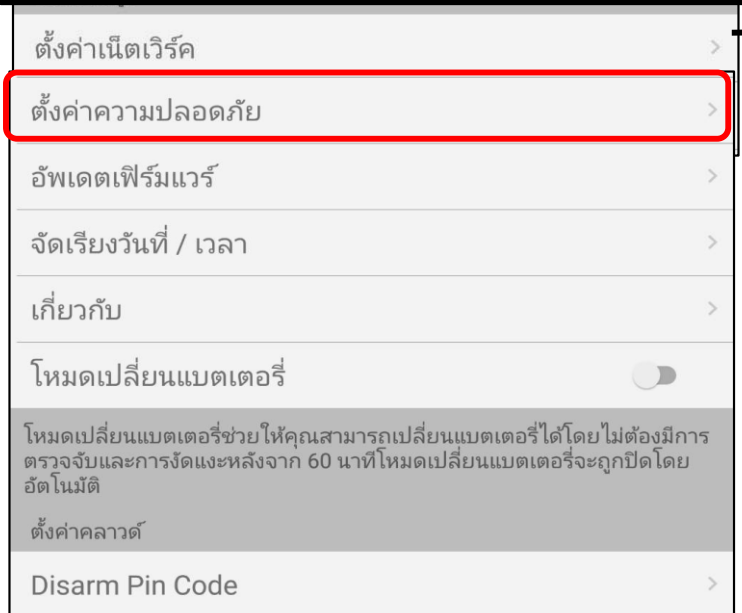 ตั้งค่าเน็ตเวิร์ค
ตั้งค่าความปลอดภัย
อัพเดตเฟิร์มแวร์
จัดเรียงวันที่ / เวลา
เกี่ยวกับ
โหมดเปลี่ยนแบตเตอรี่
โหมดเปลี่ยนแบตเตอรี่ช่วยให้คุณสามารถเปลี่ยนแบตเตอรี่ได้โดยไม่ต้องมีการ
ตรวจจับและการงัดแงะหลังจาก 60 นาทีโหมดเปลี่ยนแบตเตอรี่จะถูกปิดโดย
อัตโนมัติ
ตั้งค่าคลาวด์
Disarm Pin Code